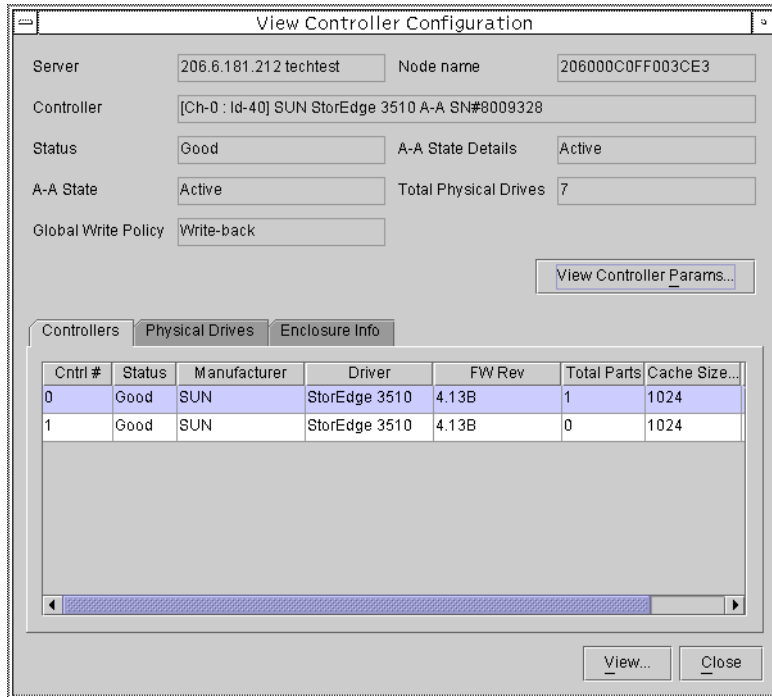 View Controller Configuration
Server 206.6.181.212 techtest Node name 206000C0FF003CE3
Controller [Ch-0 : Id-40] SUN StorEdge 3510 A-A SN#8009328
Status Good A-A State Details Active
A-A State Active Total Physical Drives 7
Global Write Policy Write-back
View Controller Params...
Controllers Physical Drives Enclosure Info
Cntrl # Status Manufacturer Driver FW Rev Total Parts Cache Size...
0 Good SUN StorEdge 3510 4.13B 1 1024
1 Good SUN StorEdge 3510 4.13B 0 1024
View... Close